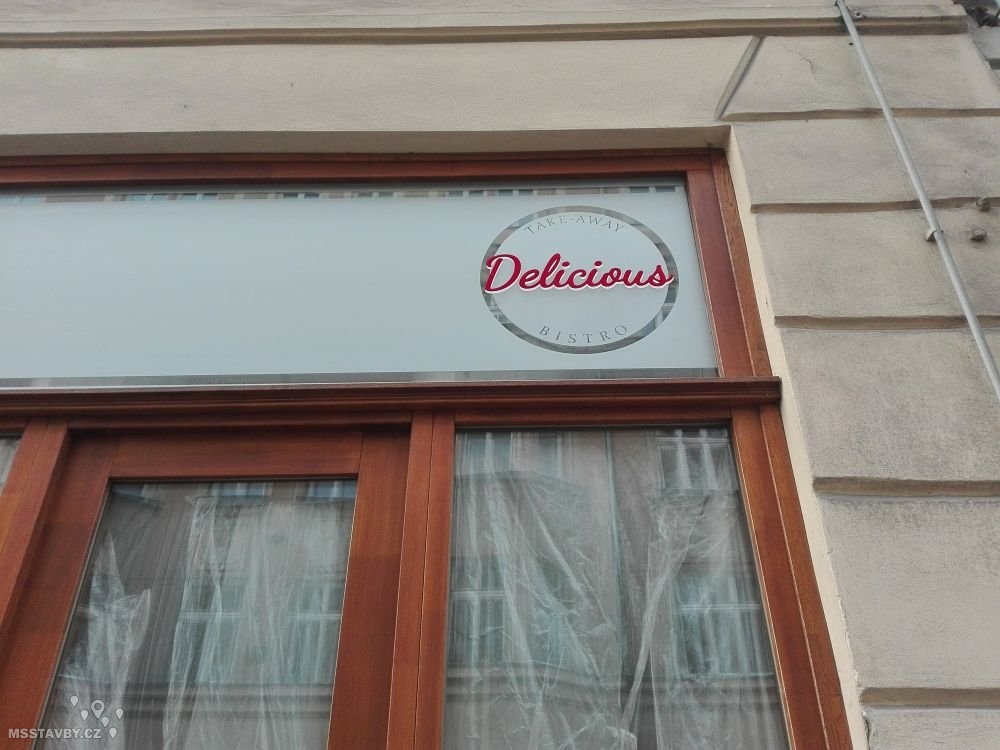 TAKE-AWAY
Delicious
BISTRO
MSSTAVBY.CZ